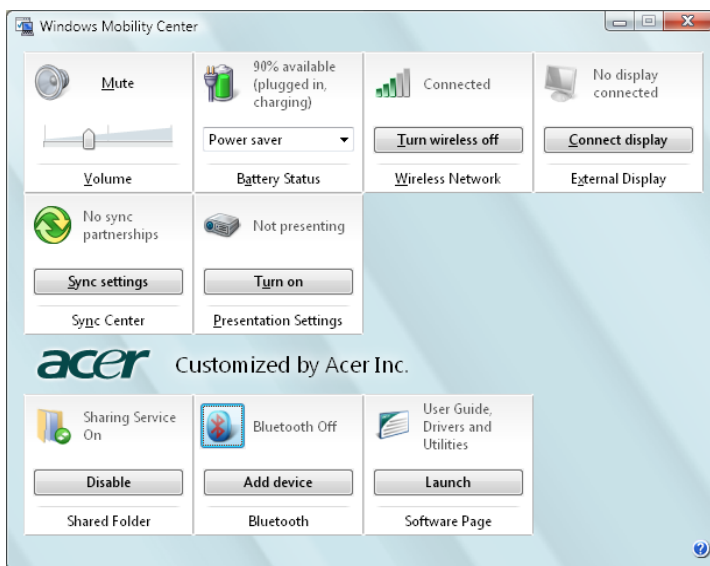 Windows Mobility Center
Mute
Volume
90% available
(plugged in,
charging)
Power saver
Battery Status
Connected
Turn wireless off
Wireless Network
No display
connected
Connect display
External Display
No sync
partnerships
Sync settings
Sync Center
Not presenting
Turn on
Presentation Settings
acer Customized by Acer Inc.
Sharing Service
On
Disable
Shared Folder
Bluetooth Off
Add device
Bluetooth
User Guide,
Drivers and
Utilities
Launch
Software Page